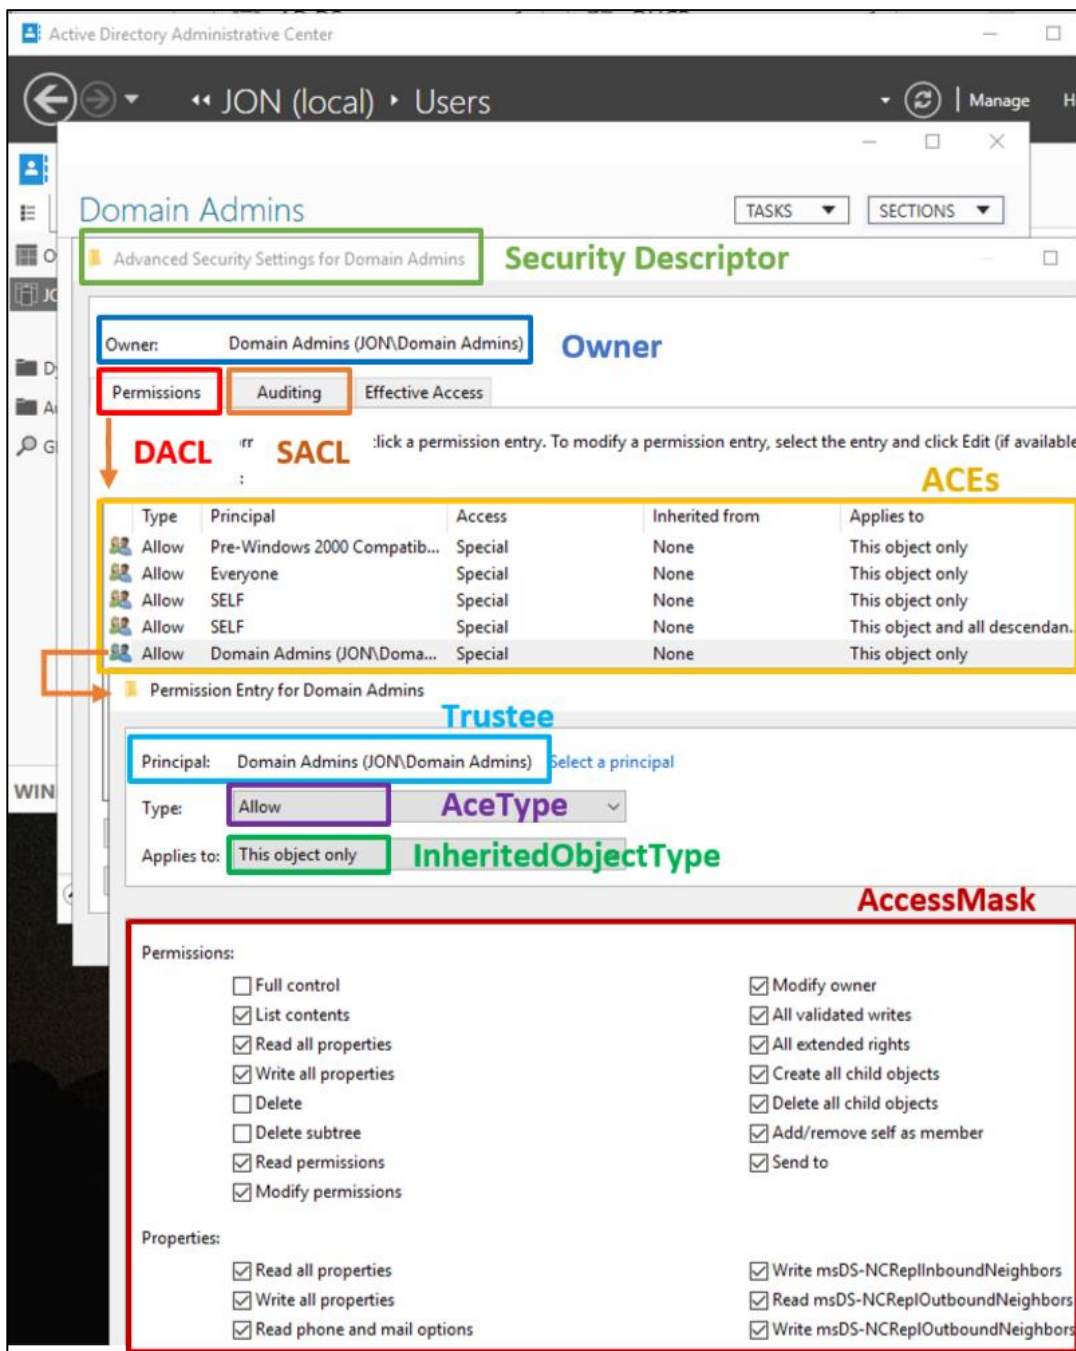 Active Directory Administrative Center
JON (local) Users
Manage
Domain Admins
TASKS
SECTIONS
Advanced Security Settings for Domain Admins
Security Descriptor
Owner: Domain Admins (JON\Domain Admins)
Owner
Permissions Auditing Effective Access
DACL SACL click a permission entry. To modify a permission entry, select the entry and click Edit (if available
ACEs
Type Principal Access Inherited from Applies to
Allow Pre-Windows 2000 Compatib... Special None This object only
Allow Everyone Special None This object only
Allow SELF Special None This object only
Allow SELF Special None This object and all descendan...
Allow Domain Admins (JON\Doma... Special None This object only
Permission Entry for Domain Admins
Trustee
Principal: Domain Admins (JON\Domain Admins) Select a principal
WIN
Type: Allow AceType
Applies to: This object only InheritedObjectType
AccessMask
Permissions:
Full control Modify owner
List contents All validated writes
Read all properties All extended rights
Write all properties Create all child objects
Delete Delete all child objects
Delete subtree Add/remove self as member
Read permissions Send to
Modify permissions
Properties:
Read all properties Write msDS-NCReplInboundNeighbors
Write all properties Read msDS-NCReplOutboundNeighbors
Read phone and mail options Write msDS-NCReplOutboundNeighbors